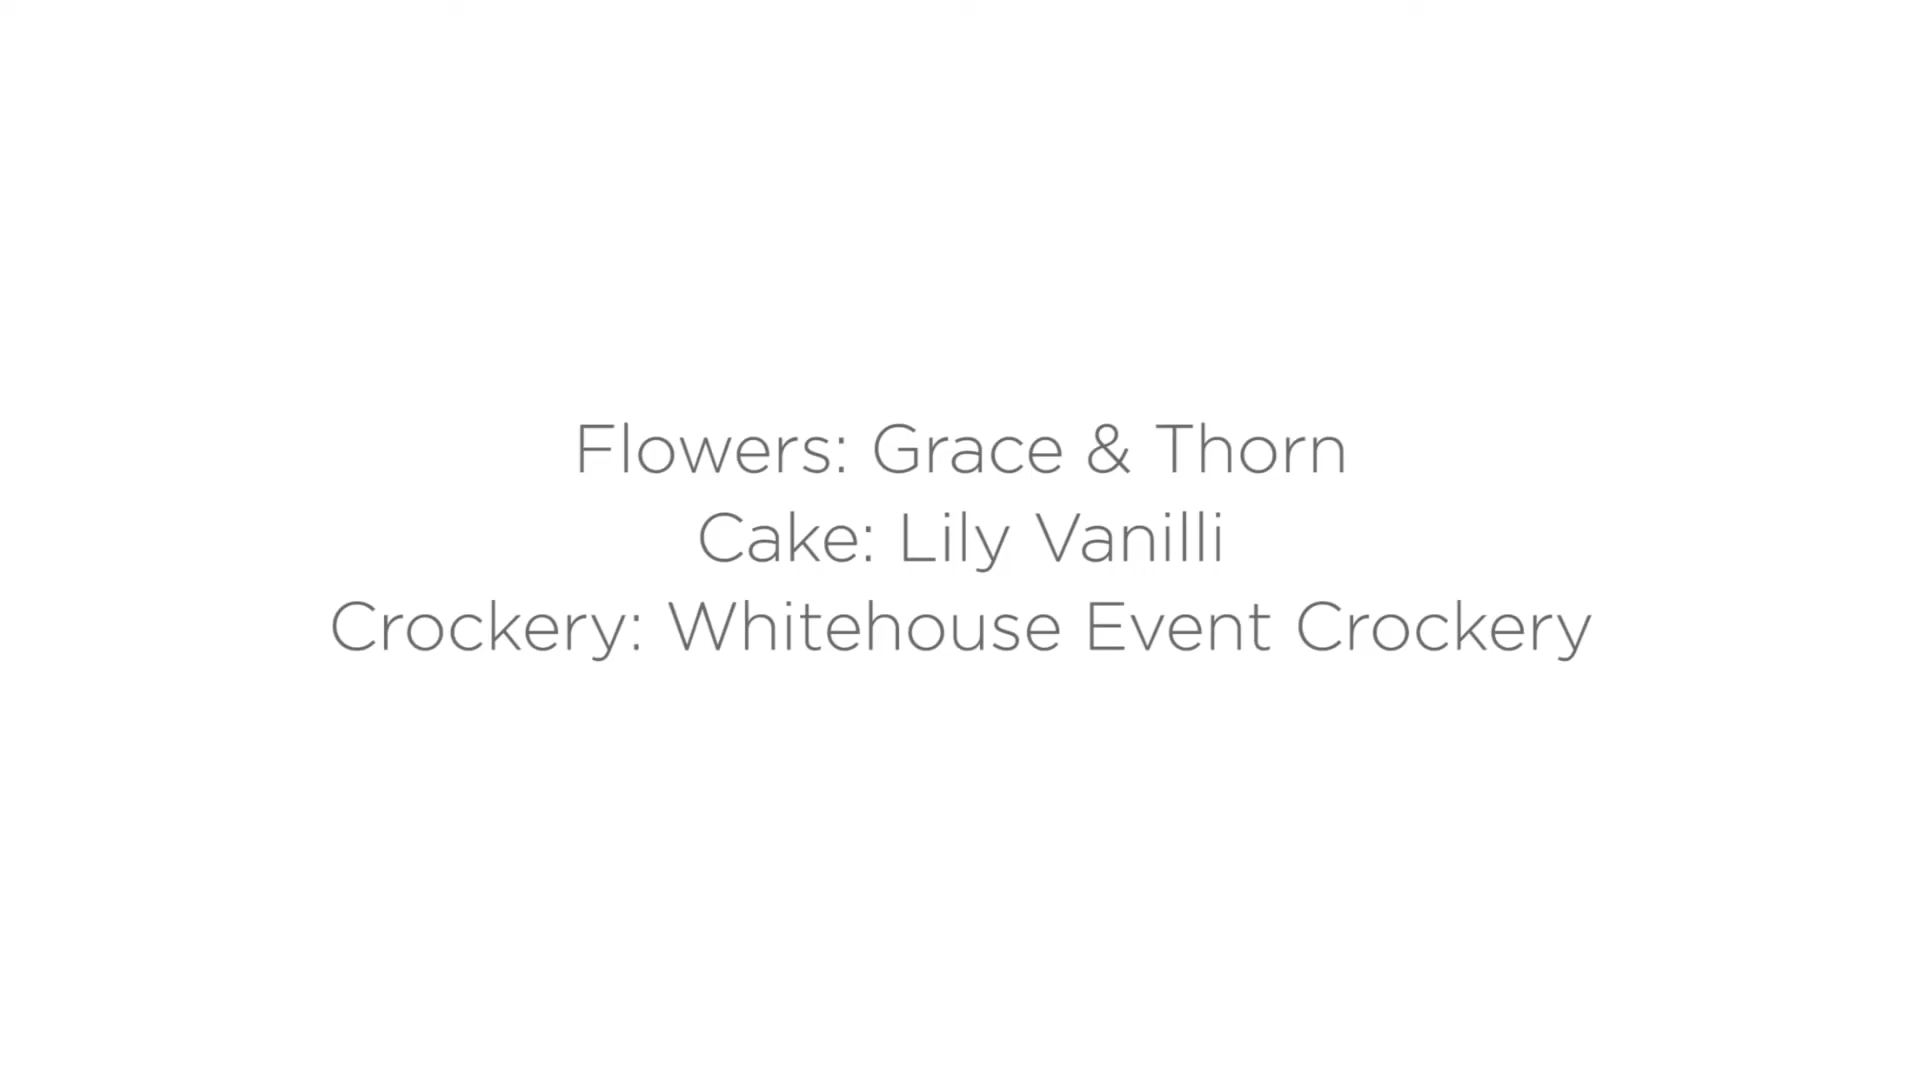 Flowers: Grace & Thorn
Cake: Lily Vanilli
Crockery: Whitehouse Event Crockery